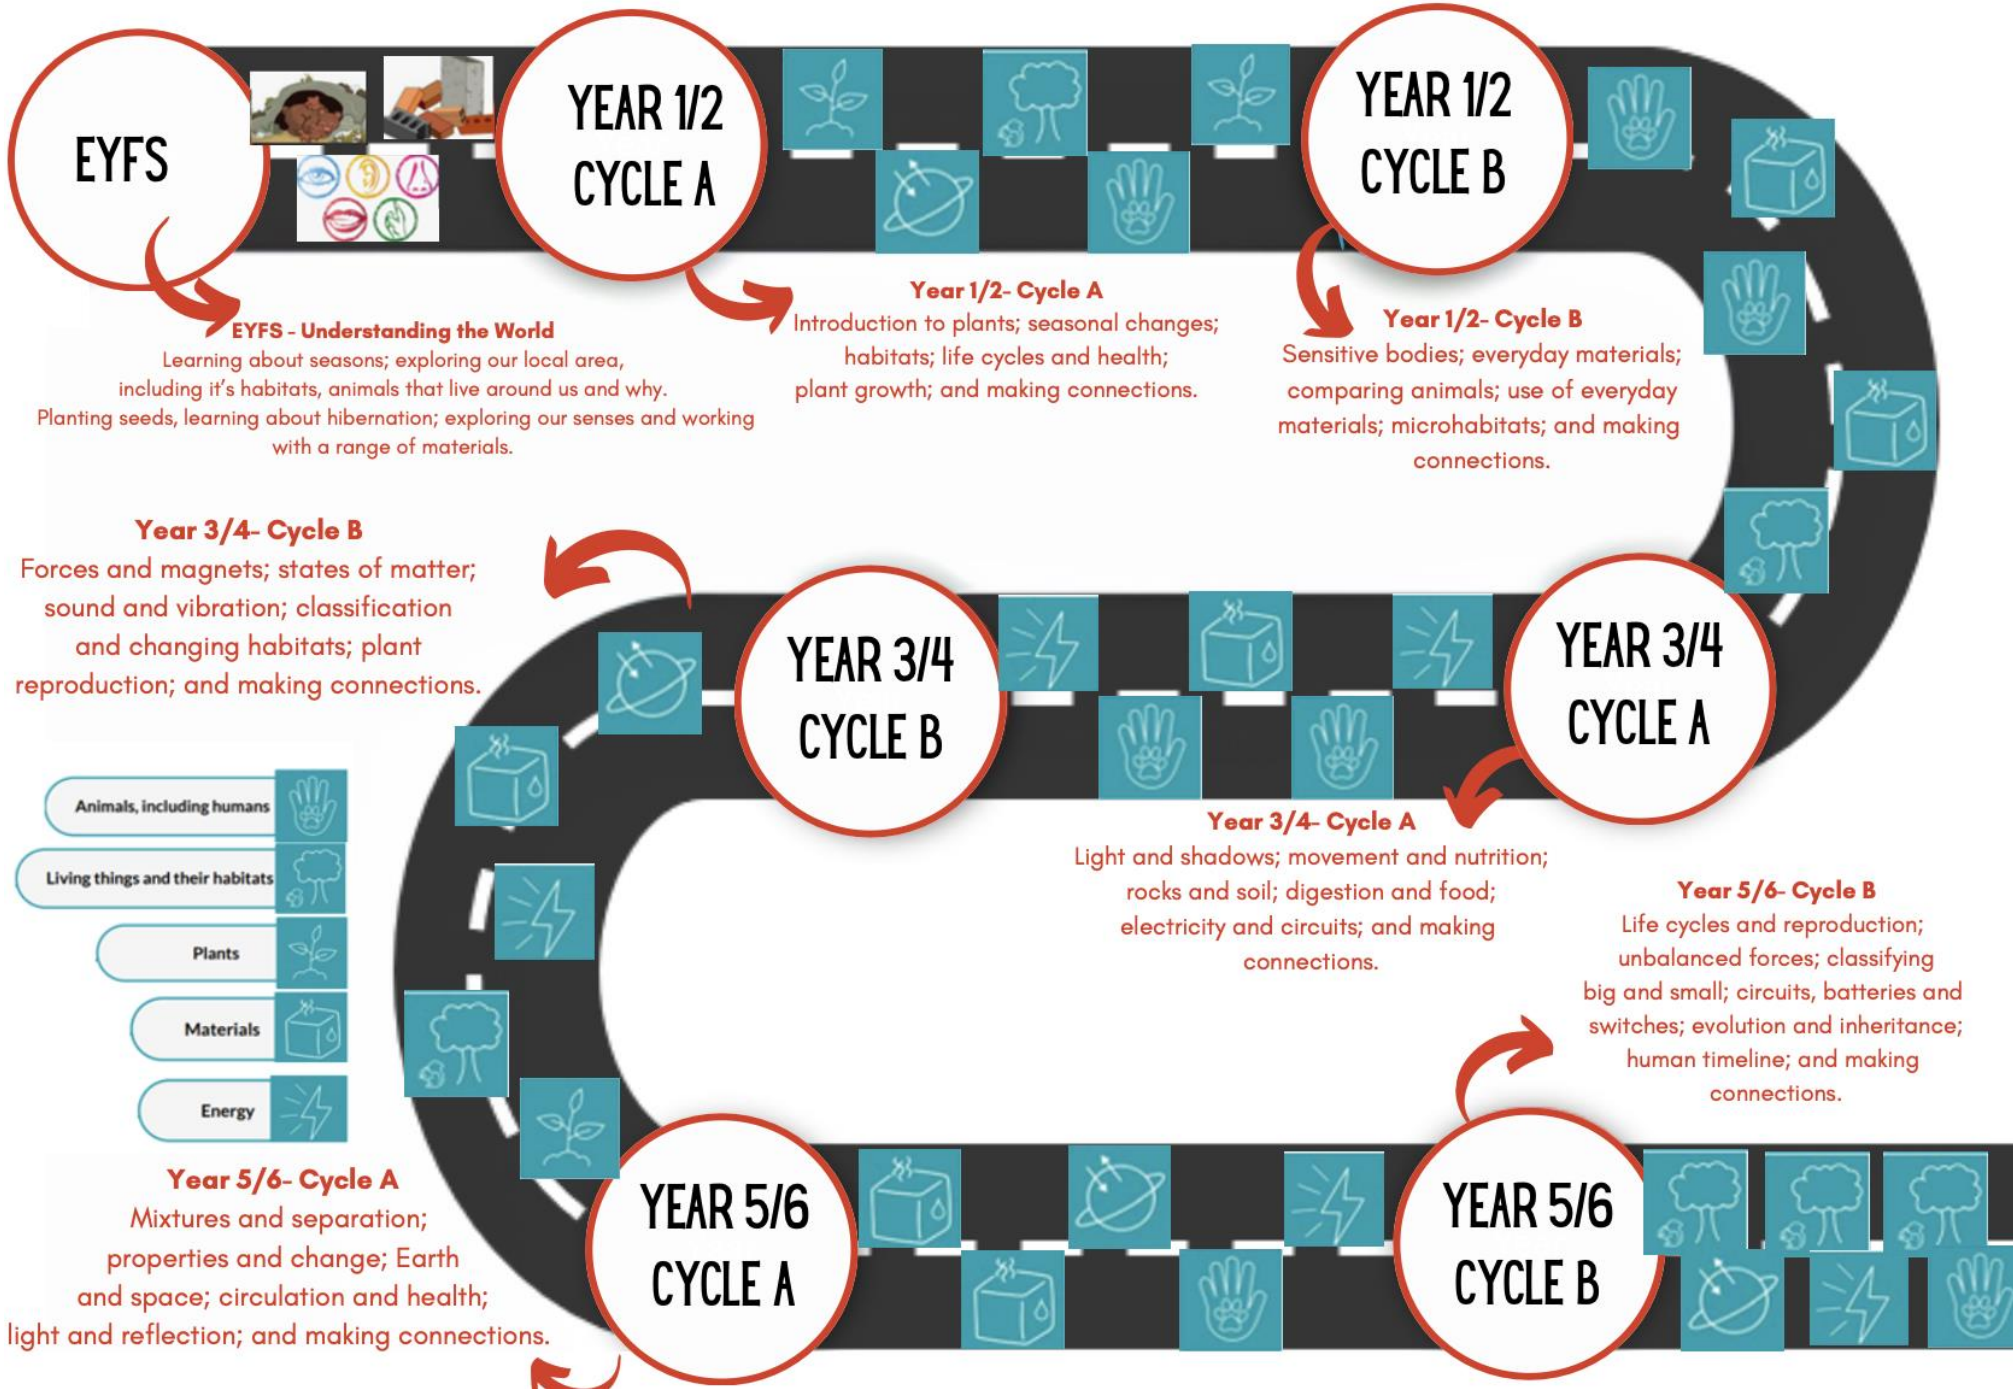 EYFS
YEAR 1/2
CYCLE A
YEAR 1/2
CYCLE B
EYFS - Understanding the World
Learning about seasons; exploring our local area,
including it's habitats, animals that live around us and why.
Planting seeds, learning about hibernation; exploring our senses and working
with a range of materials.
Year 1/2- Cycle A
Introduction to plants; seasonal changes;
habitats; life cycles and health;
plant growth; and making connections.
Year 1/2- Cycle B
Sensitive bodies; everyday materials;
comparing animals; use of everyday
materials; microhabitats; and making
connections.
Year 3/4- Cycle B
Forces and magnets; states of matter;
sound and vibration; classification
and changing habitats; plant
reproduction; and making connections.
YEAR 3/4
CYCLE B
YEAR 3/4
CYCLE A
Animals, including humans
Living things and their habitats
Plants
Materials
Energy
Year 3/4- Cycle A
Light and shadows; movement and nutrition;
rocks and soil; digestion and food;
electricity and circuits; and making
connections.
Year 5/6- Cycle B
Life cycles and reproduction;
unbalanced forces; classifying
big and small; circuits, batteries and
switches; evolution and inheritance;
human timeline; and making
connections.
Year 5/6- Cycle A
Mixtures and separation;
properties and change; Earth
and space; circulation and health;
light and reflection; and making connections.
YEAR 5/6
CYCLE A
YEAR 5/6
CYCLE B